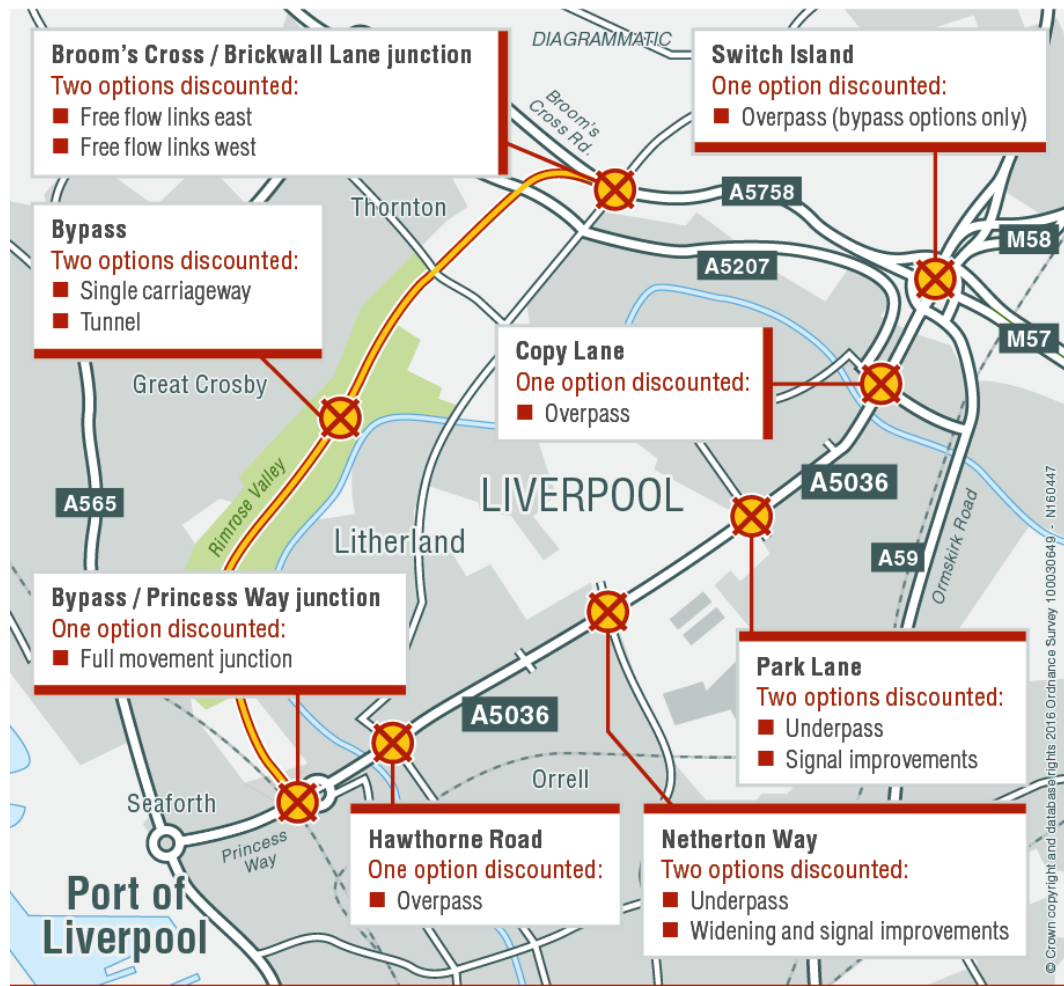 DIAGRAMMATIC
Broom's Cross / Brickwall Lane junction
Two options discounted:
■ Free flow links east
■ Free flow links west
Switch Island
One option discounted:
■ Overpass (bypass options only)
Broom's
Cross Rd.
A5758
Thornton
Bypass
Two options discounted:
■ Single carriageway
■ Tunnel
A5207
M58
M57
Copy Lane
One option discounted:
■ Overpass
Great Crosby
A565
Rimrose Valley
LIVERPOOL
Litherland
A5036
A59
Ormskirk Road
Bypass / Princess Way junction
One option discounted:
■ Full movement junction
Park Lane
Two options discounted:
■ Underpass
■ Signal improvements
A5036
Orrell
Seaforth
Princess
Way
Port of
Liverpool
Hawthorne Road
One option discounted:
■ Overpass
Netherton Way
Two options discounted:
■ Underpass
■ Widening and signal improvements
© Crown copyright and database rights 2016 Ordnance Survey 100030649 - N160447